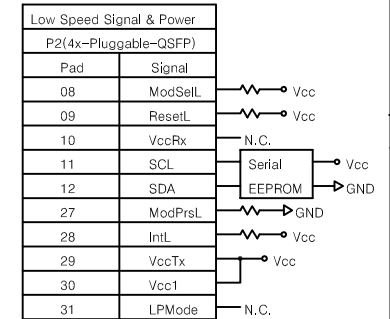 Low Speed Signal & Power
P2(4x-Pluggable-QSFP)
Pad Signal
08 ModSelL Vcc
09 ResetL Vcc
10 VccRx N.C.
11 SCL Serial Vcc
12 SDA EEPROM GND
27 ModPrsL GND
28 IntL Vcc
29 VccTx Vcc
30 Vcc1
31 LPMode N.C.